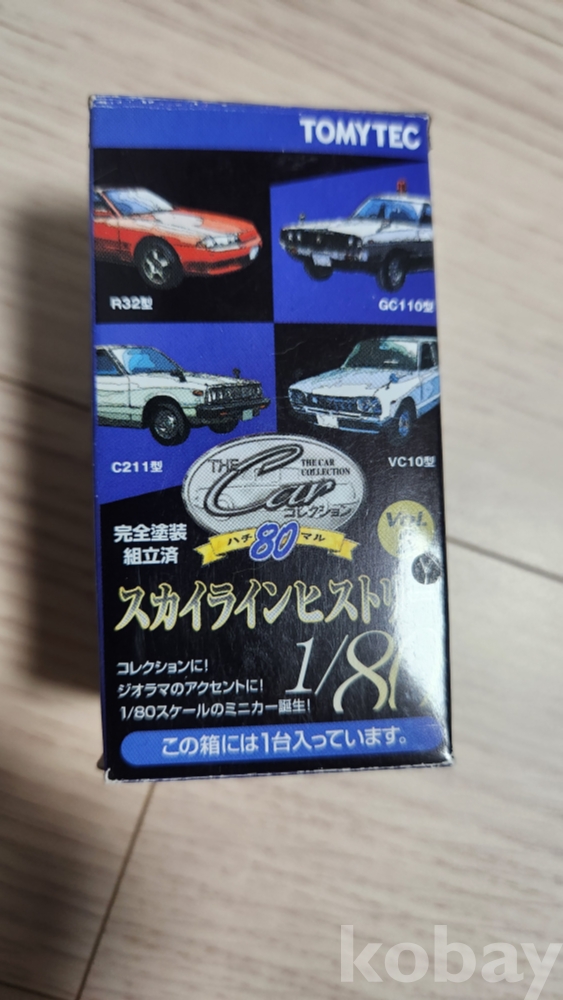 TOMYTEC
R32型
GC110型
C211型
VC10型
THE
Car
THE CAR
COLLECTION
コレクション
ハチ 80 マル
Vol.
完全塗装
組立済
スカイラインヒストリ
1/80
コレクションに!
ジオラマのアクセントに!
1/80スケールのミニカー誕生!
この箱には1台入っています。
kobay